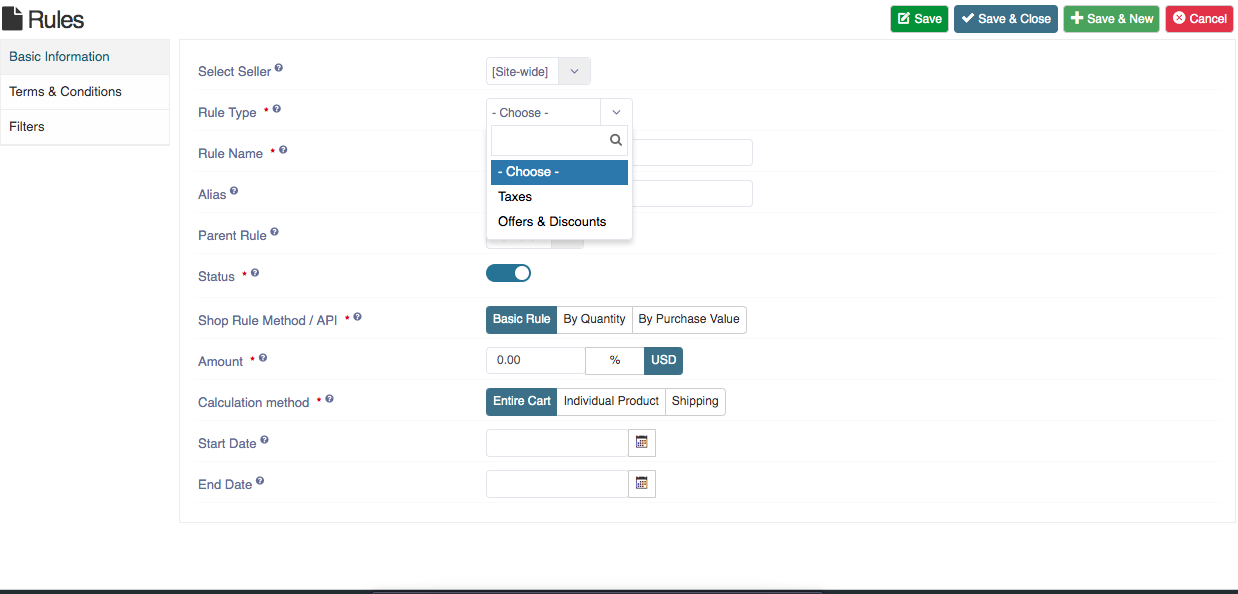 Rules
Save
Save & Close
Save & New
Cancel
Basic Information
Terms & Conditions
Filters
Select Seller
[Site-wide]
Rule Type *
- Choose -
- Choose -
Taxes
Offers & Discounts
Rule Name *
Alias
Parent Rule
Status *
Shop Rule Method / API *
Basic Rule By Quantity By Purchase Value
Amount *
0.00 % USD
Calculation method *
Entire Cart Individual Product Shipping
Start Date
End Date